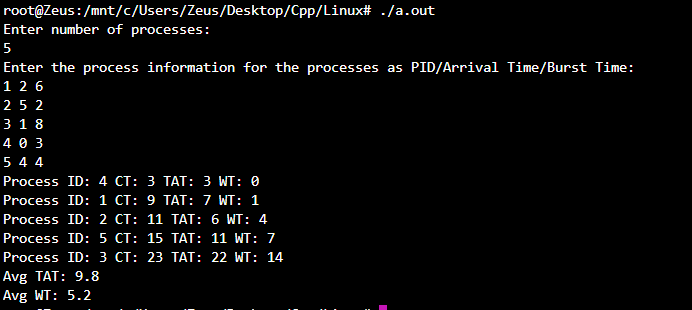 root@Zeus:/mnt/c/Users/Zeus/Desktop/Cpp/Linux# ./a.out
Enter number of processes:
5
Enter the process information for the processes as PID/Arrival Time/Burst Time:
1 2 6
2 5 2
3 1 8
4 0 3
5 4 4
Process ID: 4 CT: 3 TAT: 3 WT: 0
Process ID: 1 CT: 9 TAT: 7 WT: 1
Process ID: 2 CT: 11 TAT: 6 WT: 4
Process ID: 5 CT: 15 TAT: 11 WT: 7
Process ID: 3 CT: 23 TAT: 22 WT: 14
Avg TAT: 9.8
Avg WT: 5.2